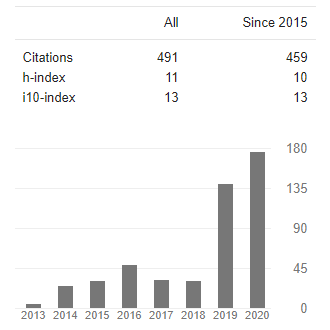 All Since 2015
Citations 491 459
h-index 11 10
i10-index 13 13
180
135
90
45
0
2013 2014 2015 2016 2017 2018 2019 2020